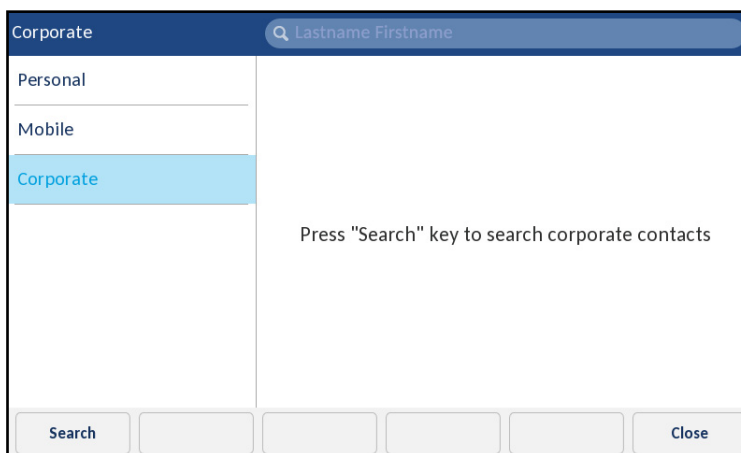 Corporate
Lastname Firstname
Personal
Mobile
Corporate
Press "Search" key to search corporate contacts
Search
Close